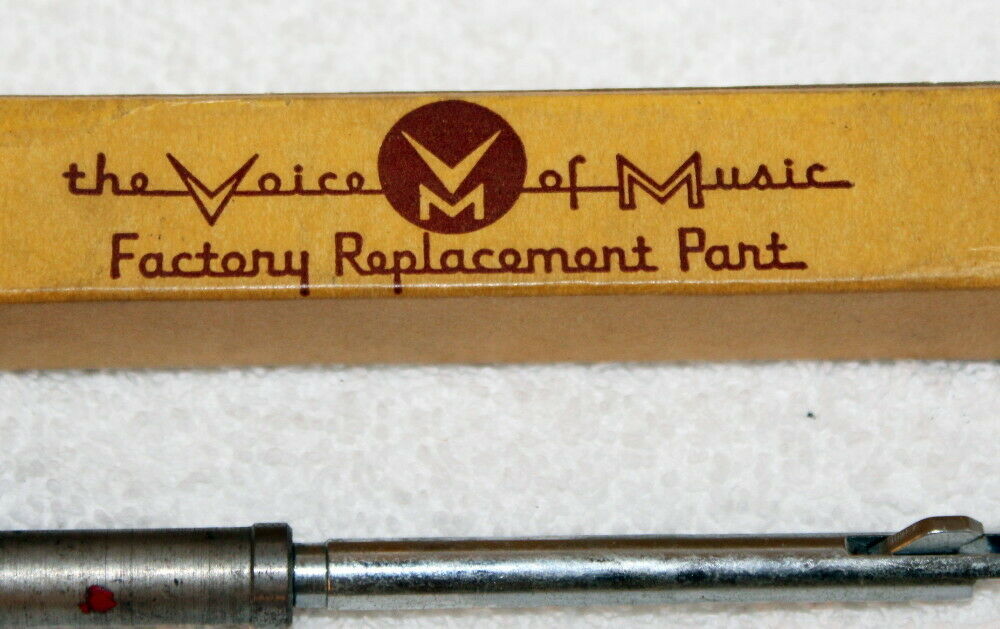 the Voice VM of Music
Factory Replacement Part